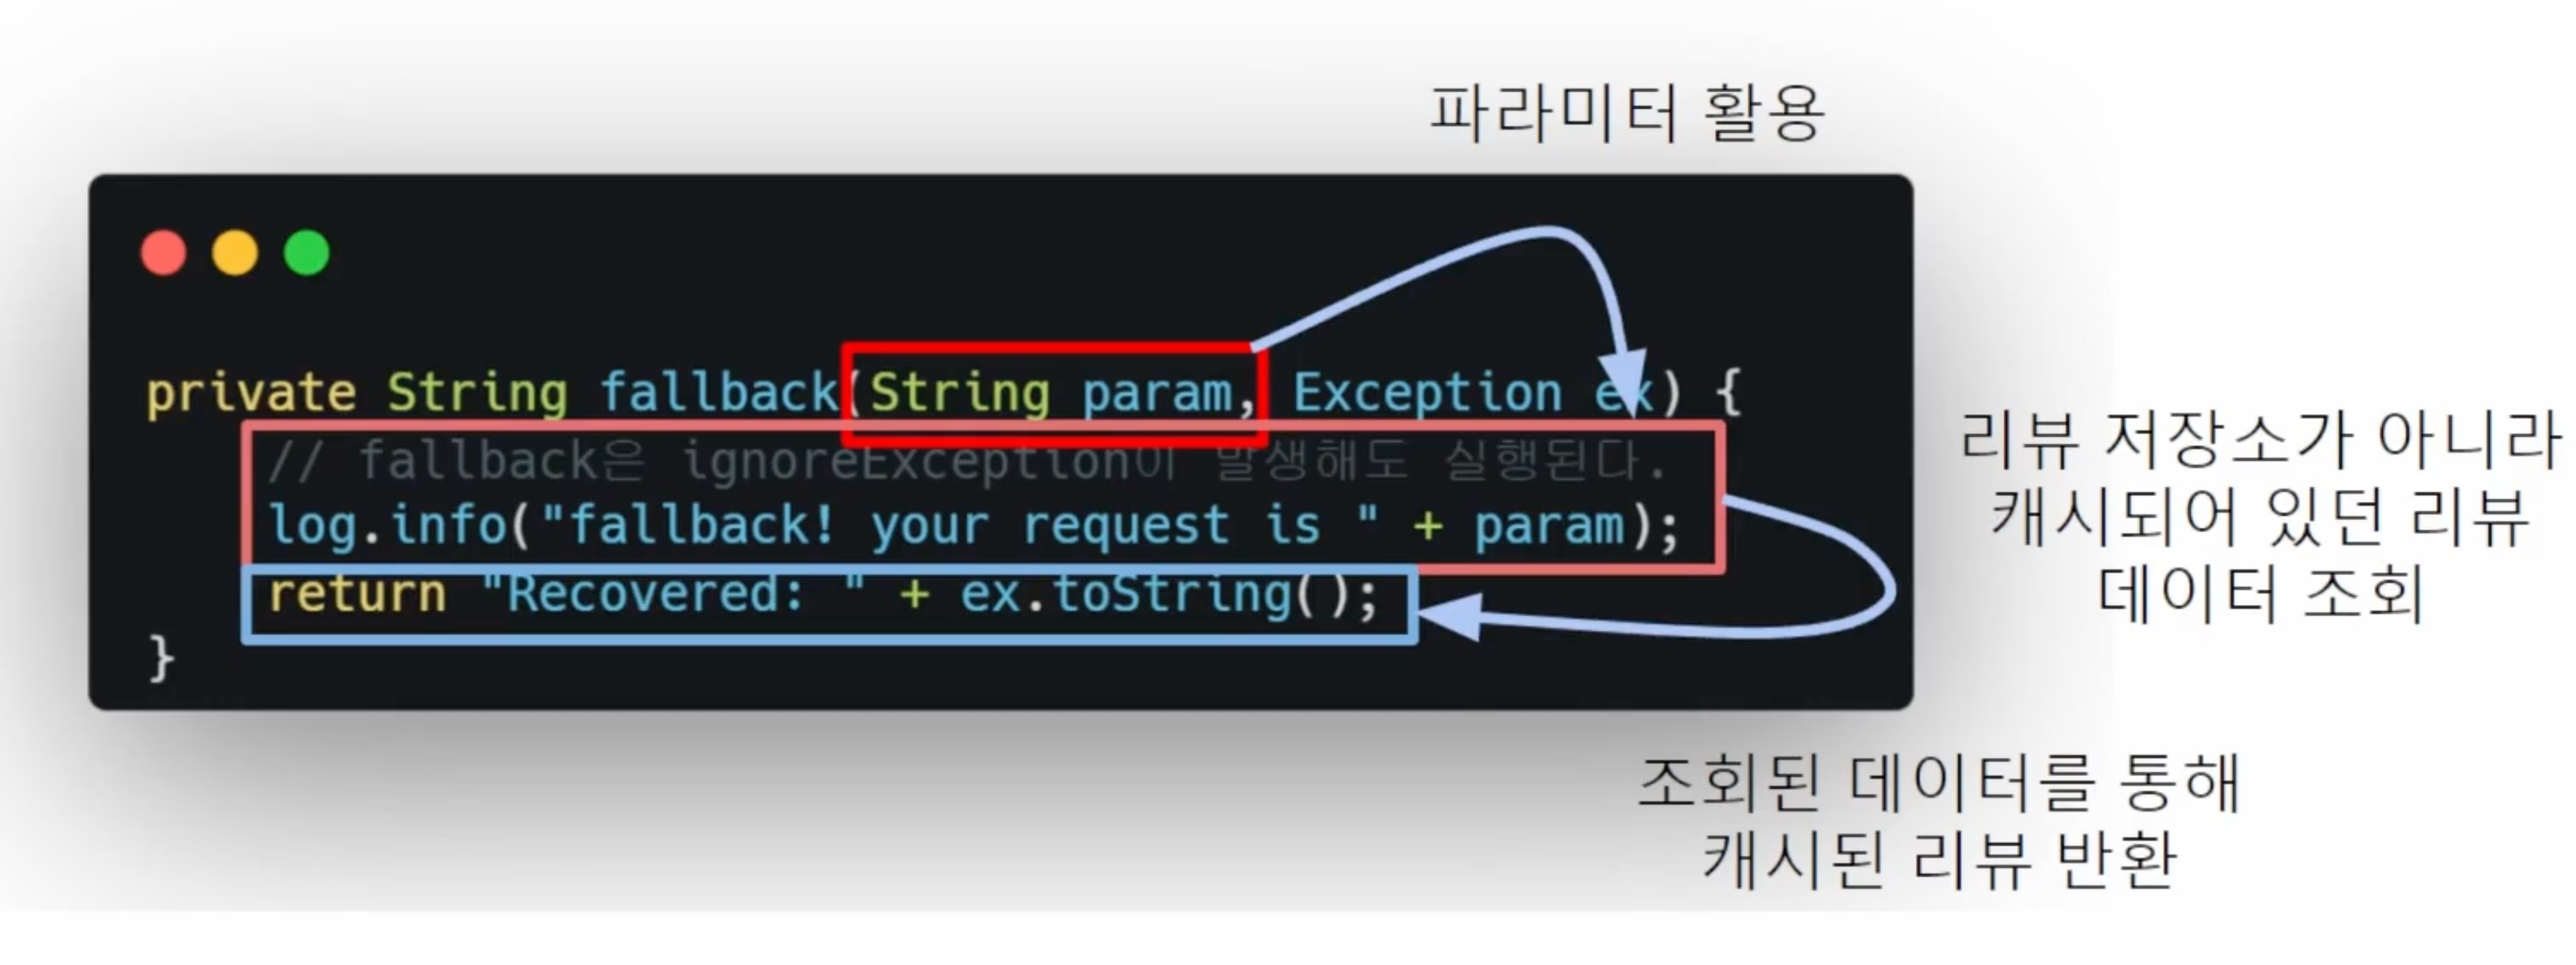 파라미터 활용
private String fallback(String param, Exception ex) {
// fallback은 ignoreException이 발생해도 실행된다.
log.info("fallback! your request is " + param);
return "Recovered: " + ex.toString();
}
리뷰 저장소가 아니라
캐시되어 있던 리뷰
데이터 조회
조회된 데이터를 통해
캐시된 리뷰 반환